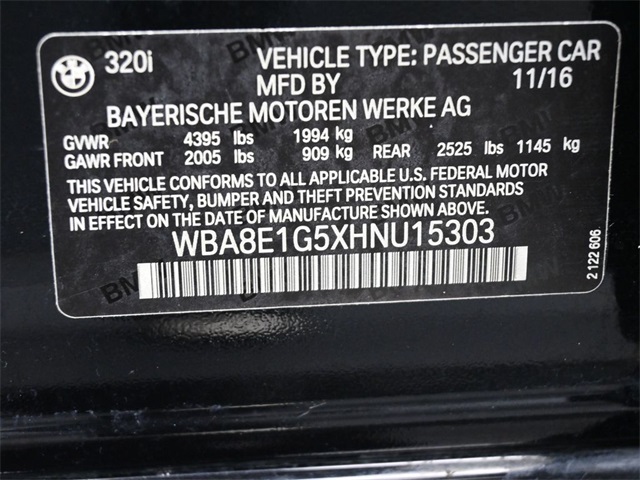 320i VEHICLE TYPE: PASSENGER CAR
MFD BY 11/16
BAYERISCHE MOTOREN WERKE AG
GVWR 4395 lbs 1994 kg
GAWR FRONT 2005 lbs 909 kg REAR 2525 lbs 1145 kg
THIS VEHICLE CONFORMS TO ALL APPLICABLE U.S. FEDERAL MOTOR
VEHICLE SAFETY, BUMPER AND THEFT PREVENTION STANDARDS
IN EFFECT ON THE DATE OF MANUFACTURE SHOWN ABOVE.
WBA8E1G5XHNU15303
2 122 606